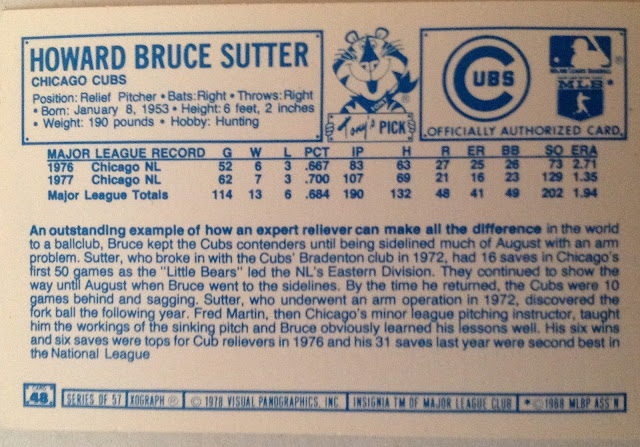 HOWARD BRUCE SUTTER
CHICAGO CUBS
Position: Relief Pitcher • Bats: Right • Throws: Right
• Born: January 8, 1953 • Height: 6 feet, 2 inches
• Weight: 190 pounds • Hobby: Hunting
Tony's PICK
CUBS
MAJOR LEAGUE BASEBALL
MLB
OFFICIALLY AUTHORIZED CARD
MAJOR LEAGUE RECORD G W L PCT IP H R ER BB SO ERA
1976 Chicago NL 52 6 3 .667 83 63 27 25 26 73 2.71
1977 Chicago NL 62 7 3 .700 107 69 21 16 23 129 1.35
Major League Totals 114 13 6 .684 190 132 48 41 49 202 1.94
An outstanding example of how an expert reliever can make all the difference in the world
to a ballclub, Bruce kept the Cubs contenders until being sidelined much of August with an arm
problem. Sutter, who broke in with the Cubs' Bradenton club in 1972, had 16 saves in Chicago's
first 50 games as the "Little Bears" led the NL's Eastern Division. They continued to show the
way until August when Bruce went to the sidelines. By the time he returned, the Cubs were 10
games behind and sagging. Sutter, who underwent an arm operation in 1972, discovered the
fork ball the following year. Fred Martin, then Chicago's minor league pitching instructor, taught
him the workings of the sinking pitch and Bruce obviously learned his lessons well. His six wins
and six saves were tops for Cub relievers in 1976 and his 31 saves last year were second best in
the National League
CARD
48 SERIES OF 57 XOGRAPH ® © 1978 VISUAL PANOGRAPHICS, INC INSIGNIA TM OF MAJOR LEAGUE CLUB * © 1968 MLBP ASS'N